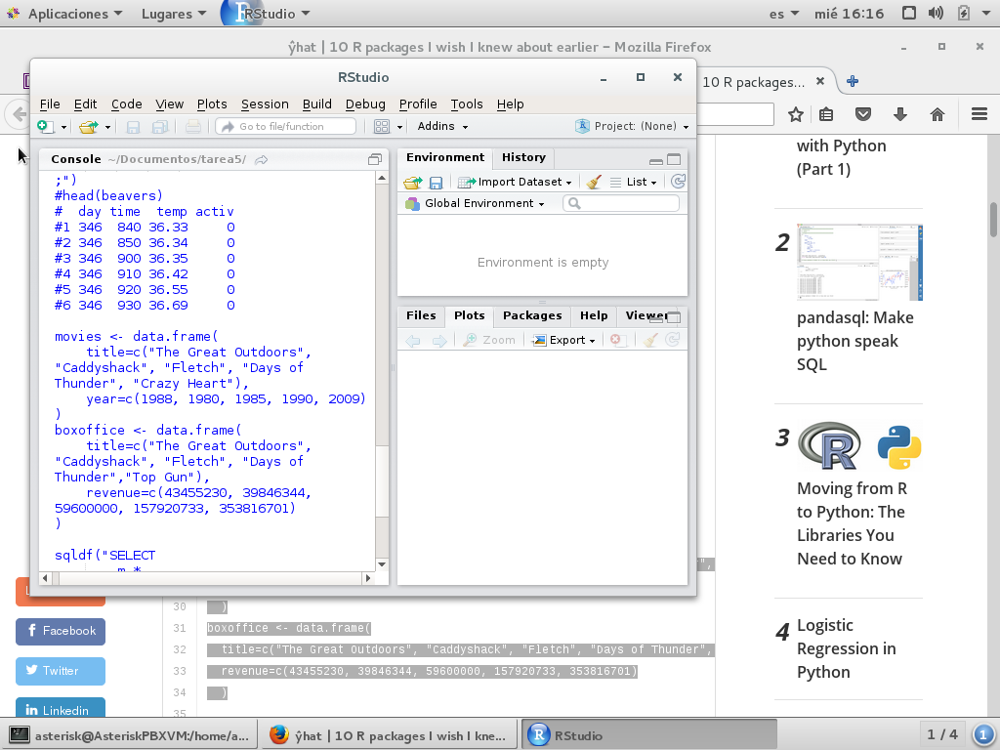 Aplicaciones
Lugares
RStudio
es
mié 16:16
ŷhat | 10 R packages I wish I knew about earlier – Mozilla Firefox
10 R packages...
RStudio
File Edit Code View Plots Session Build Debug Profile Tools Help
Go to file/function
Addins
Project: (None)
Console ~/Documentos/tarea5/
;")
#head(beavers)
#  day time  temp activ
#1 346  840 36.33     0
#2 346  850 36.34     0
#3 346  900 36.35     0
#4 346  910 36.42     0
#5 346  920 36.55     0
#6 346  930 36.69     0
movies <- data.frame(
title=c("The Great Outdoors",
"Caddyshack", "Fletch", "Days of
Thunder", "Crazy Heart"),
year=c(1988, 1980, 1985, 1990, 2009)
)
boxoffice <- data.frame(
title=c("The Great Outdoors",
"Caddyshack", "Fletch", "Days of
Thunder","Top Gun"),
revenue=c(43455230, 39846344,
59600000, 157920733, 353816701)
)
sqldf("SELECT
m.*
Environment History
Import Dataset
List
Global Environment
Environment is empty
Files Plots Packages Help Viewer
Zoom
Export
with Python
(Part 1)
2
pandasql: Make
python speak
SQL
3
Moving from R
to Python: The
Libraries You
Need to Know
4
Logistic
Regression in
Python
Facebook
Twitter
Linkedin
",
30 )
31 boxoffice <- data.frame(
32 title=c("The Great Outdoors", "Caddyshack", "Fletch", "Days of Thunder",
33 revenue=c(43455230, 39846344, 59600000, 157920733, 353816701)
34 )
35
asterisk@AsteriskPBXVM:/home/a...
ŷhat | 10 R packages I wish I kne...
RStudio
1 / 4
1